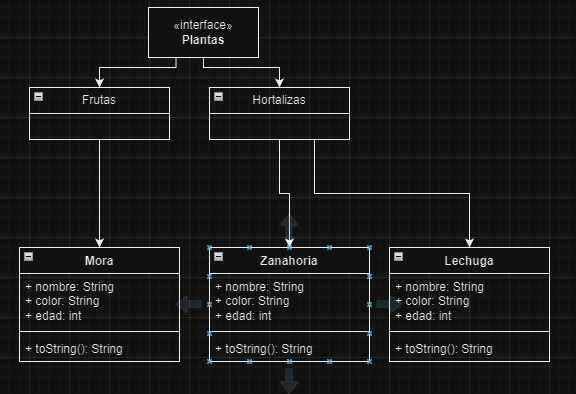 «interface»
Plantas
Frutas
Hortalizas
Mora
+ nombre: String
+ color: String
+ edad: int
+ toString(): String
Zanahoria
+ nombre: String
+ color: String
+ edad: int
+ toString(): String
Lechuga
+ nombre: String
+ color: String
+ edad: int
+ toString(): String